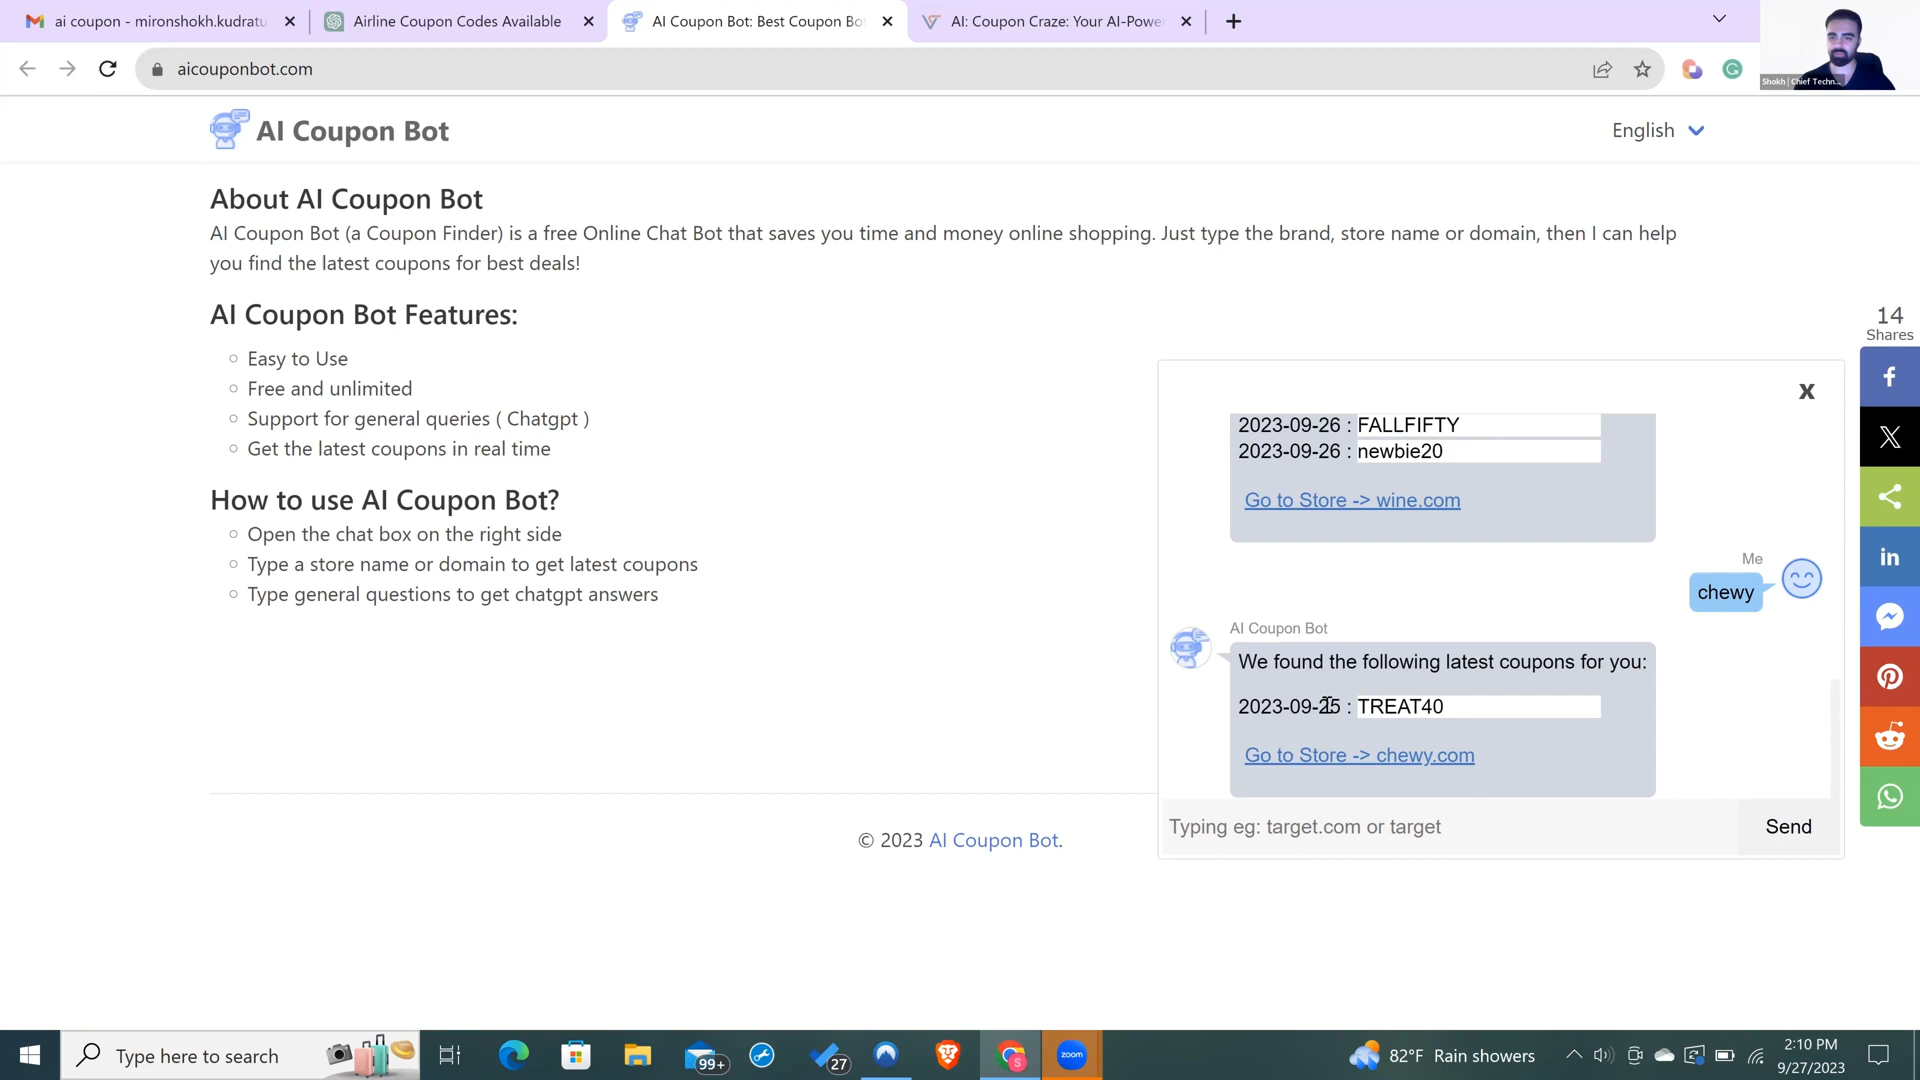 ai coupon - mironshokh.kudratu
Airline Coupon Codes Available
AI Coupon Bot: Best Coupon Bo
AI: Coupon Craze: Your AI-Powe
aicouponbot.com
Shokh | Chief Techn...
AI Coupon Bot
English
About AI Coupon Bot
AI Coupon Bot (a Coupon Finder) is a free Online Chat Bot that saves you time and money online shopping. Just type the brand, store name or domain, then I can help
you find the latest coupons for best deals!
AI Coupon Bot Features:
Easy to Use
Free and unlimited
Support for general queries ( Chatgpt )
Get the latest coupons in real time
How to use AI Coupon Bot?
Open the chat box on the right side
Type a store name or domain to get latest coupons
Type general questions to get chatgpt answers
14
Shares
X
2023-09-26 : FALLFIFTY
2023-09-26 : newbie20
Go to Store -> wine.com
Me
chewy
AI Coupon Bot
We found the following latest coupons for you:
2023-09-25 : TREAT40
Go to Store -> chewy.com
Typing eg: target.com or target
Send
© 2023 AI Coupon Bot.
Type here to search
99+
27
zoom
82°F Rain showers
2:10 PM
9/27/2023